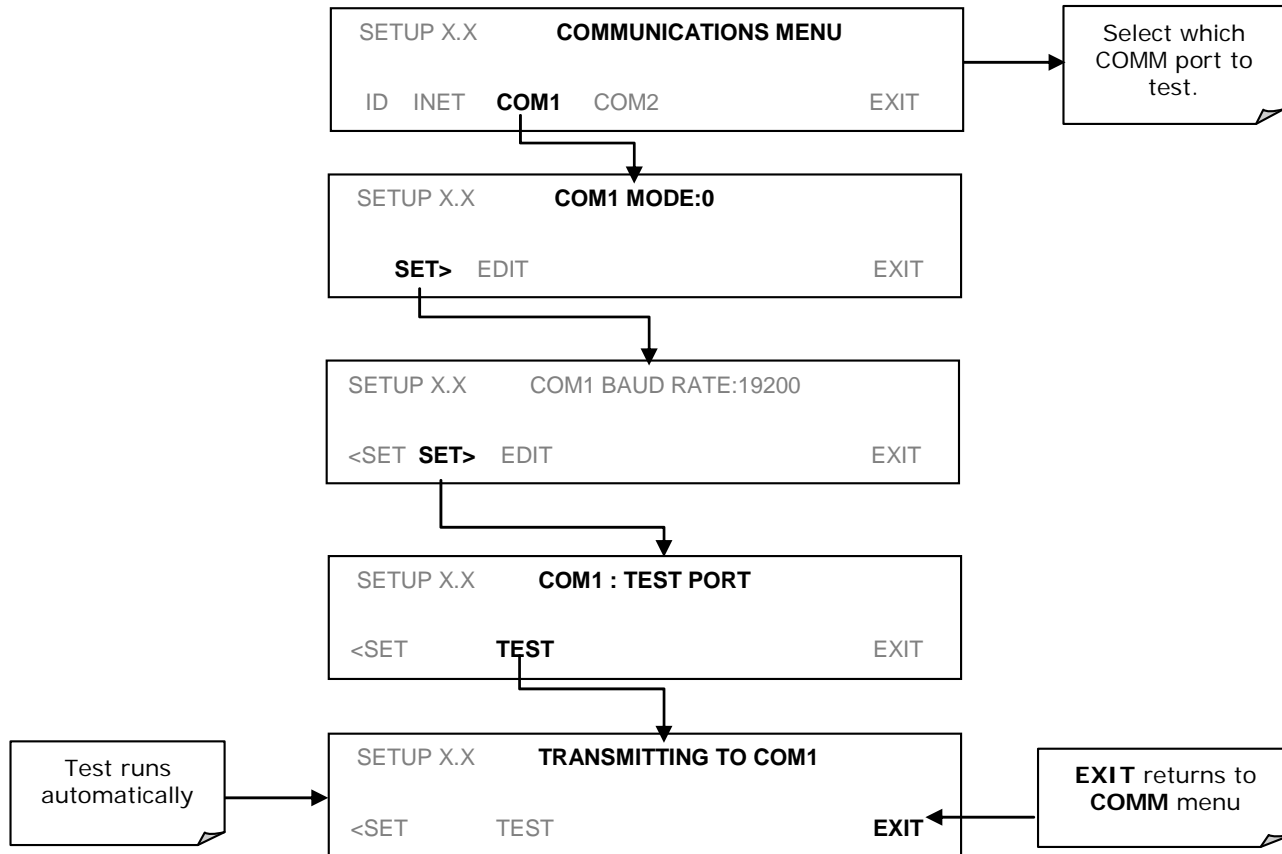 SETUP X.X COMMUNICATIONS MENU
ID INET COM1 COM2 EXIT
Select which
COMM port to
test.
SETUP X.X COM1 MODE:0
SET> EDIT EXIT
SETUP X.X COM1 BAUD RATE:19200
<SET SET> EDIT EXIT
SETUP X.X COM1 : TEST PORT
<SET TEST EXIT
Test runs
automatically
SETUP X.X TRANSMITTING TO COM1
<SET TEST EXIT
EXIT returns to
COMM menu